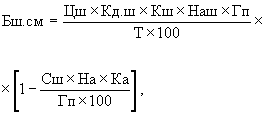 Бш.см = Цш × Кд.ш × Кш × Наш × Гп / Т × 100 ×
× [1 − Сш × На × Ка / Гп × 100] ,